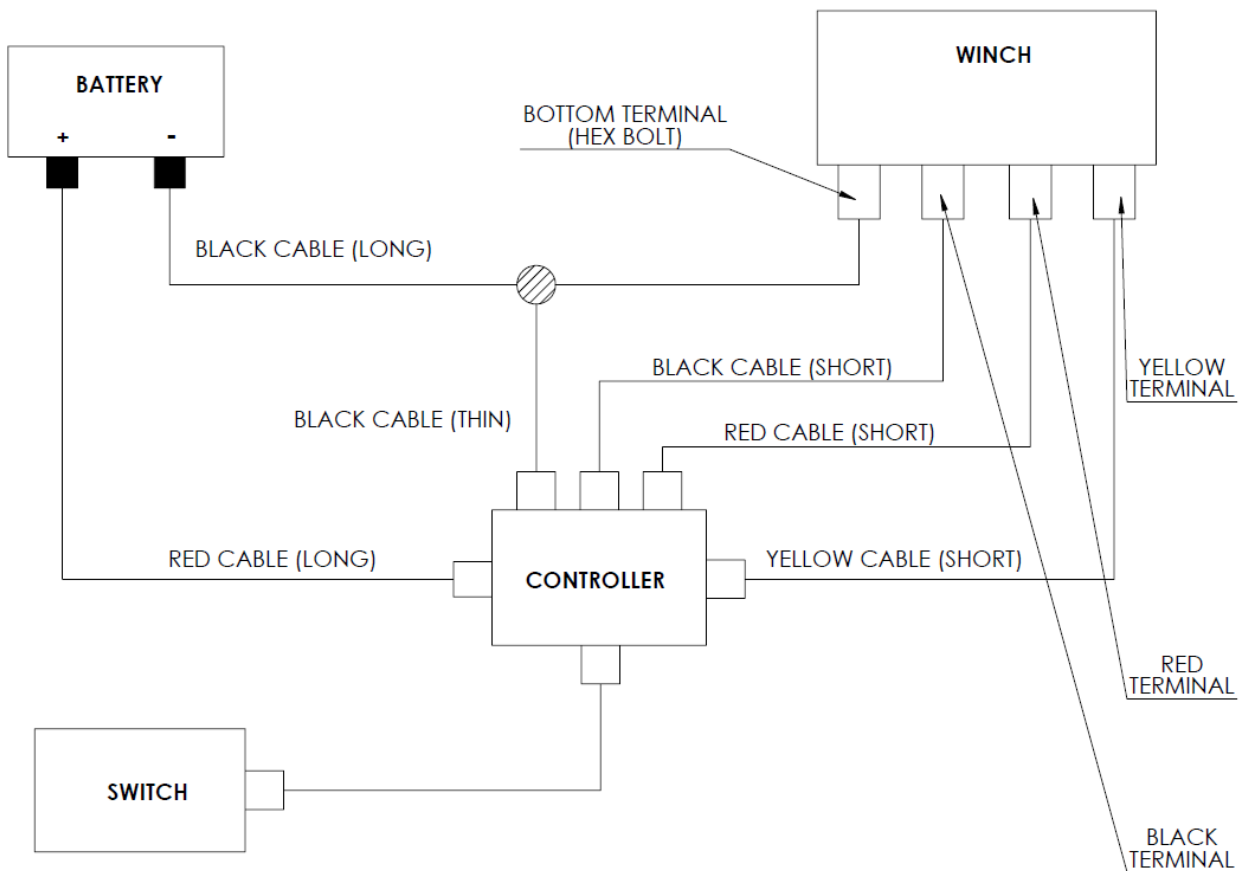 WINCH
BATTERY
+ -
BOTTOM TERMINAL
(HEX BOLT)
BLACK CABLE (LONG)
BLACK CABLE (SHORT)
YELLOW
TERMINAL
BLACK CABLE (THIN)
RED CABLE (SHORT)
RED CABLE (LONG)
YELLOW CABLE (SHORT)
CONTROLLER
RED
TERMINAL
SWITCH
BLACK
TERMINAL